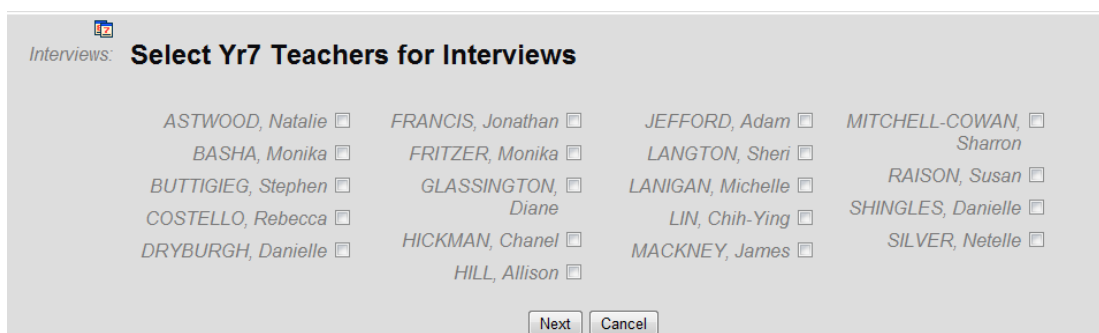 Interviews: Select Yr7 Teachers for Interviews
ASTWOOD, Natalie
BASHA, Monika
BUTTIGIEG, Stephen
COSTELLO, Rebecca
DRYBURGH, Danielle
FRANCIS, Jonathan
FRITZER, Monika
GLASSINGTON,
Diane
HICKMAN, Chanel
HILL, Allison
JEFFORD, Adam
LANGTON, Sheri
LANIGAN, Michelle
LIN, Chih-Ying
MACKNEY, James
MITCHELL-COWAN,
Sharron
RAISON, Susan
SHINGLES, Danielle
SILVER, Netelle
Next Cancel